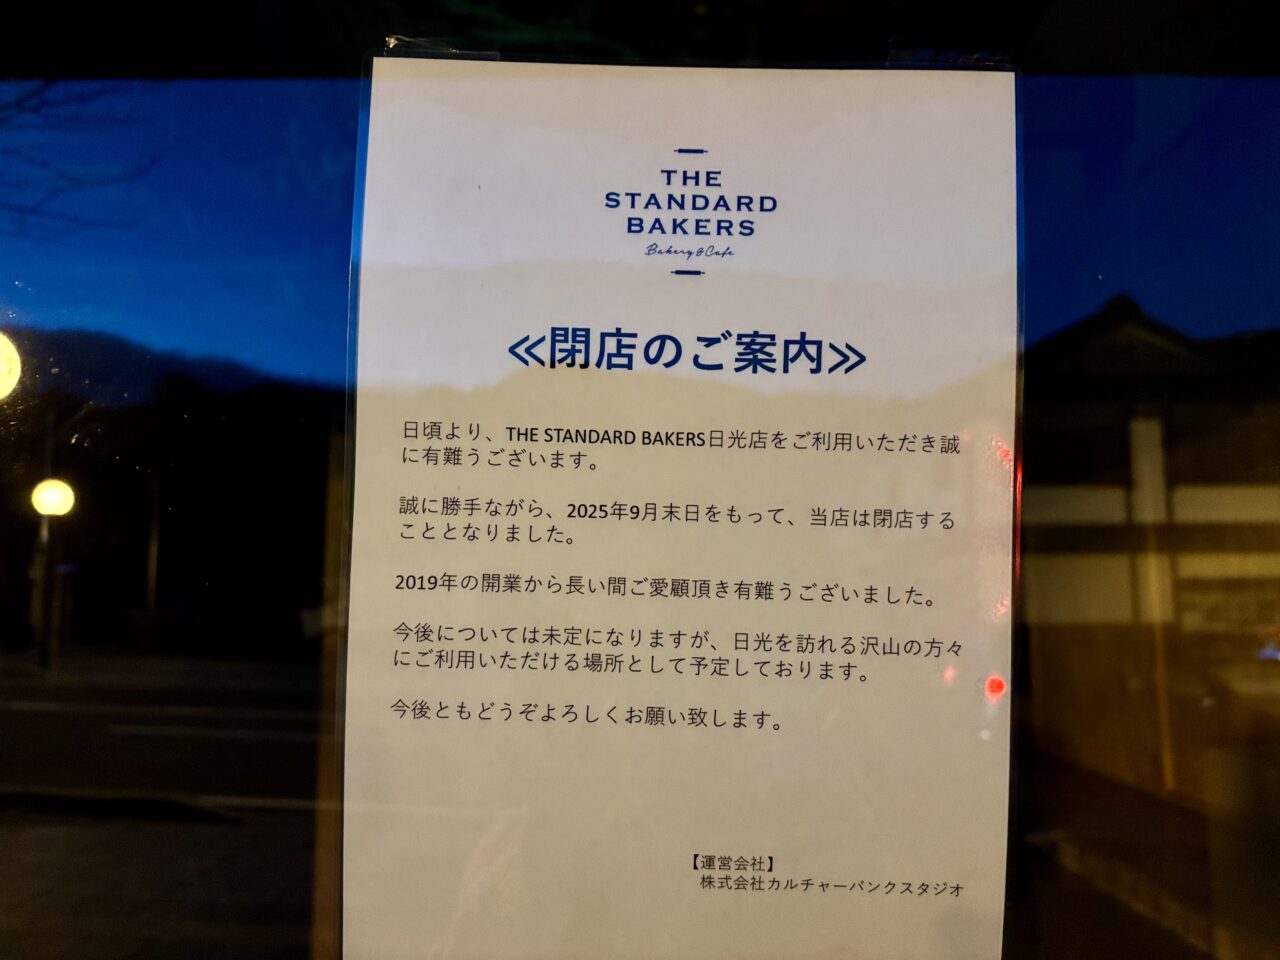 THE
STANDARD
BAKERS
Bakery & Cafe
≪閉店のご案内≫
日頃より、THE STANDARD BAKERS日光店をご利用いただき誠
に有難うございます。
誠に勝手ながら、2025年9月末日をもって、当店は閉店する
こととなりました。
2019年の開業から長い間ご愛顧頂き有難うございました。
今後については未定になりますが、日光を訪れる沢山の方々
にご利用いただける場所として予定しております。
今後ともどうぞよろしくお願い致します。
【運営会社】
株式会社カルチャーバンクスタジオ